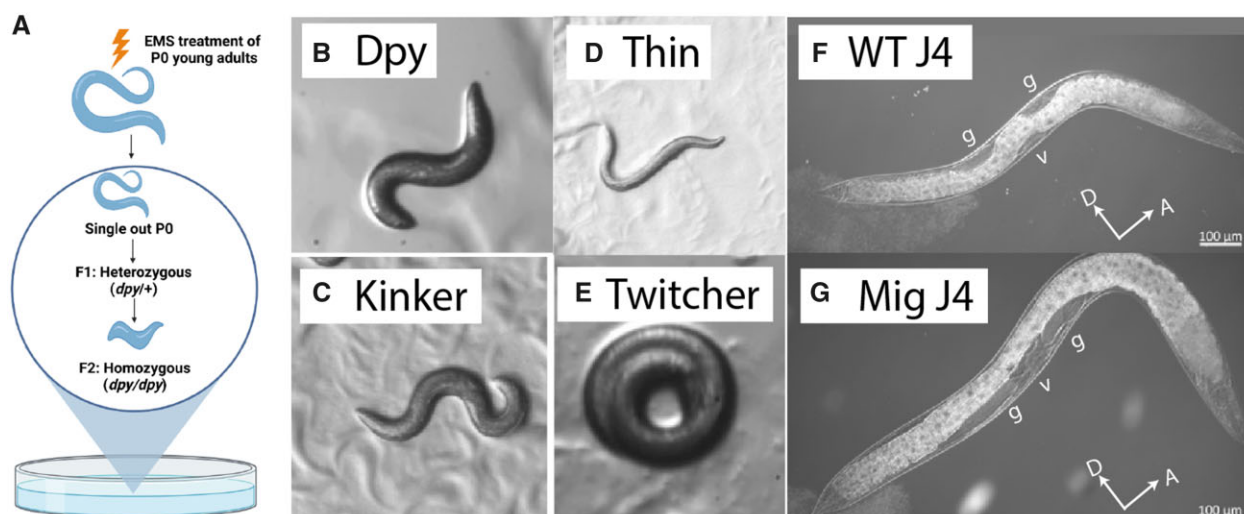 A
EMS treatment of
P0 young adults
Single out P0
F1: Heterozygous
(dpy/+)
F2: Homozygous
(dpy/dpy)
B Dpy
C Kinker
D Thin
E Twitcher
F WT J4
g
g
v
D
A
100 µm
G Mig J4
g
v
g
D
A
100 µm